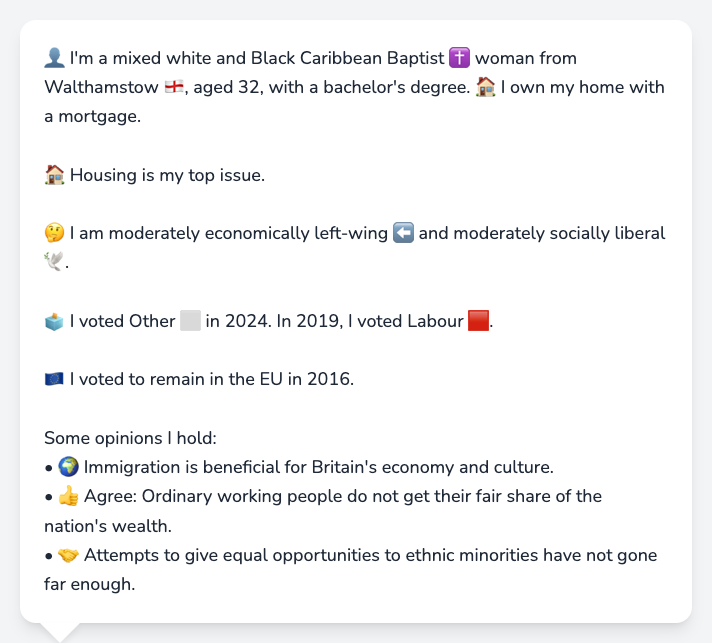 👤 I'm a mixed white and Black Caribbean Baptist ✝️ woman from
Walthamstow 🏴󠁧󠁢󠁥󠁮󠁧󠁿, aged 32, with a bachelor's degree. 🏠 I own my home with
a mortgage.
🏠 Housing is my top issue.
🤔 I am moderately economically left-wing ⬅️ and moderately socially liberal
🕊️.
🗳️ I voted Other ⬜ in 2024. In 2019, I voted Labour 🟥.
🇪🇺 I voted to remain in the EU in 2016.
Some opinions I hold:
• 🌍 Immigration is beneficial for Britain's economy and culture.
• 👍 Agree: Ordinary working people do not get their fair share of the
nation's wealth.
• 🤝 Attempts to give equal opportunities to ethnic minorities have not gone
far enough.